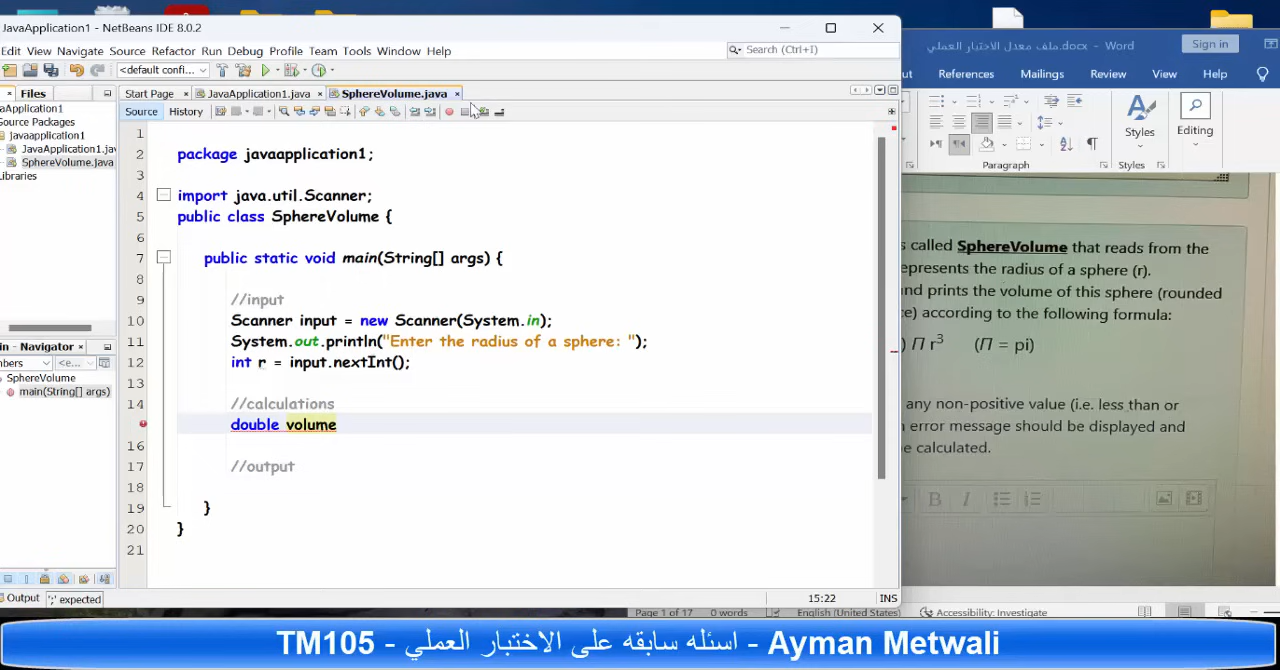 JavaApplication1 - NetBeans IDE 8.0.2
Edit View Navigate Source Refactor Run Debug Profile Team Tools Window Help
Search (Ctrl+I)
<default confi...
Files
Start Page
JavaApplication1.java
SphereVolume.java
Source History
aApplication1
ource Packages
javaapplication1
JavaApplication1.jav
SphereVolume.java
ibraries
1
2 package javaapplication1;
3
4 import java.util.Scanner;
5 public class SphereVolume {
6
7 public static void main(String[] args) {
8
9 //input
10 Scanner input = new Scanner(System.in);
11 System.out.println("Enter the radius of a sphere: ");
12 int r = input.nextInt();
13
14 //calculations
double volume
16
17 //output
18
19 }
20 }
21
n - Navigator
nbers <e...
SphereVolume
main(String[] args)
Output ';' expected
15:22 INS
ملف معدل الاختبار العملي.docx - Word
Sign in
ut References Mailings Review View Help
Styles
Editing
Paragraph
Styles
s called SphereVolume that reads from the
epresents the radius of a sphere (r).
and prints the volume of this sphere (rounded
ce) according to the following formula:
) Π r3 (Π = pi)
any non-positive value (i.e. less than or
n error message should be displayed and
e calculated.
Page 1 of 17 0 words English (United States) Accessibility: Investigate
TM105 - اسئله سابقه على الاختبار العملي - Ayman Metwali